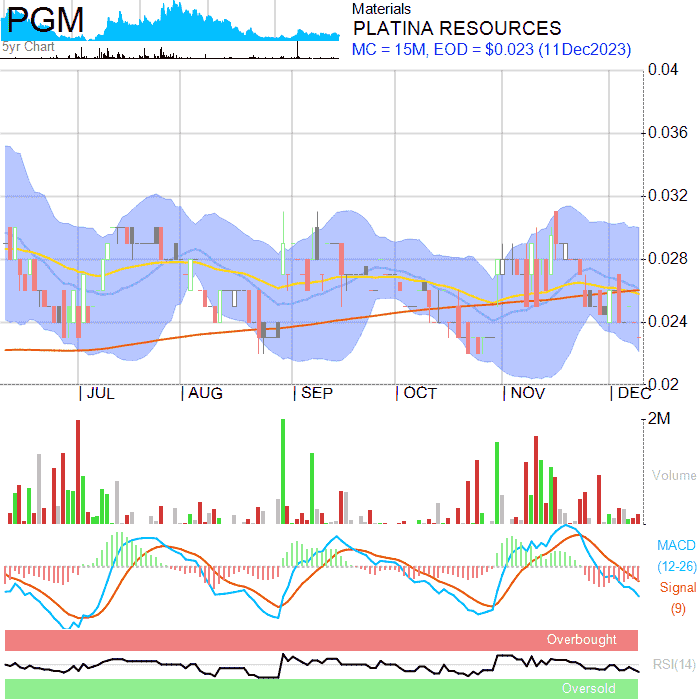 PGM
5yr Chart
Materials
PLATINA RESOURCES
MC = 15M, EOD = $0.023 (11Dec2023)
0.04
0.036
0.032
0.028
0.024
0.02
JUL AUG SEP OCT NOV DEC
2M
Volume
MACD
(12-26)
Signal
(9)
Overbought
RSI(14)
Oversold